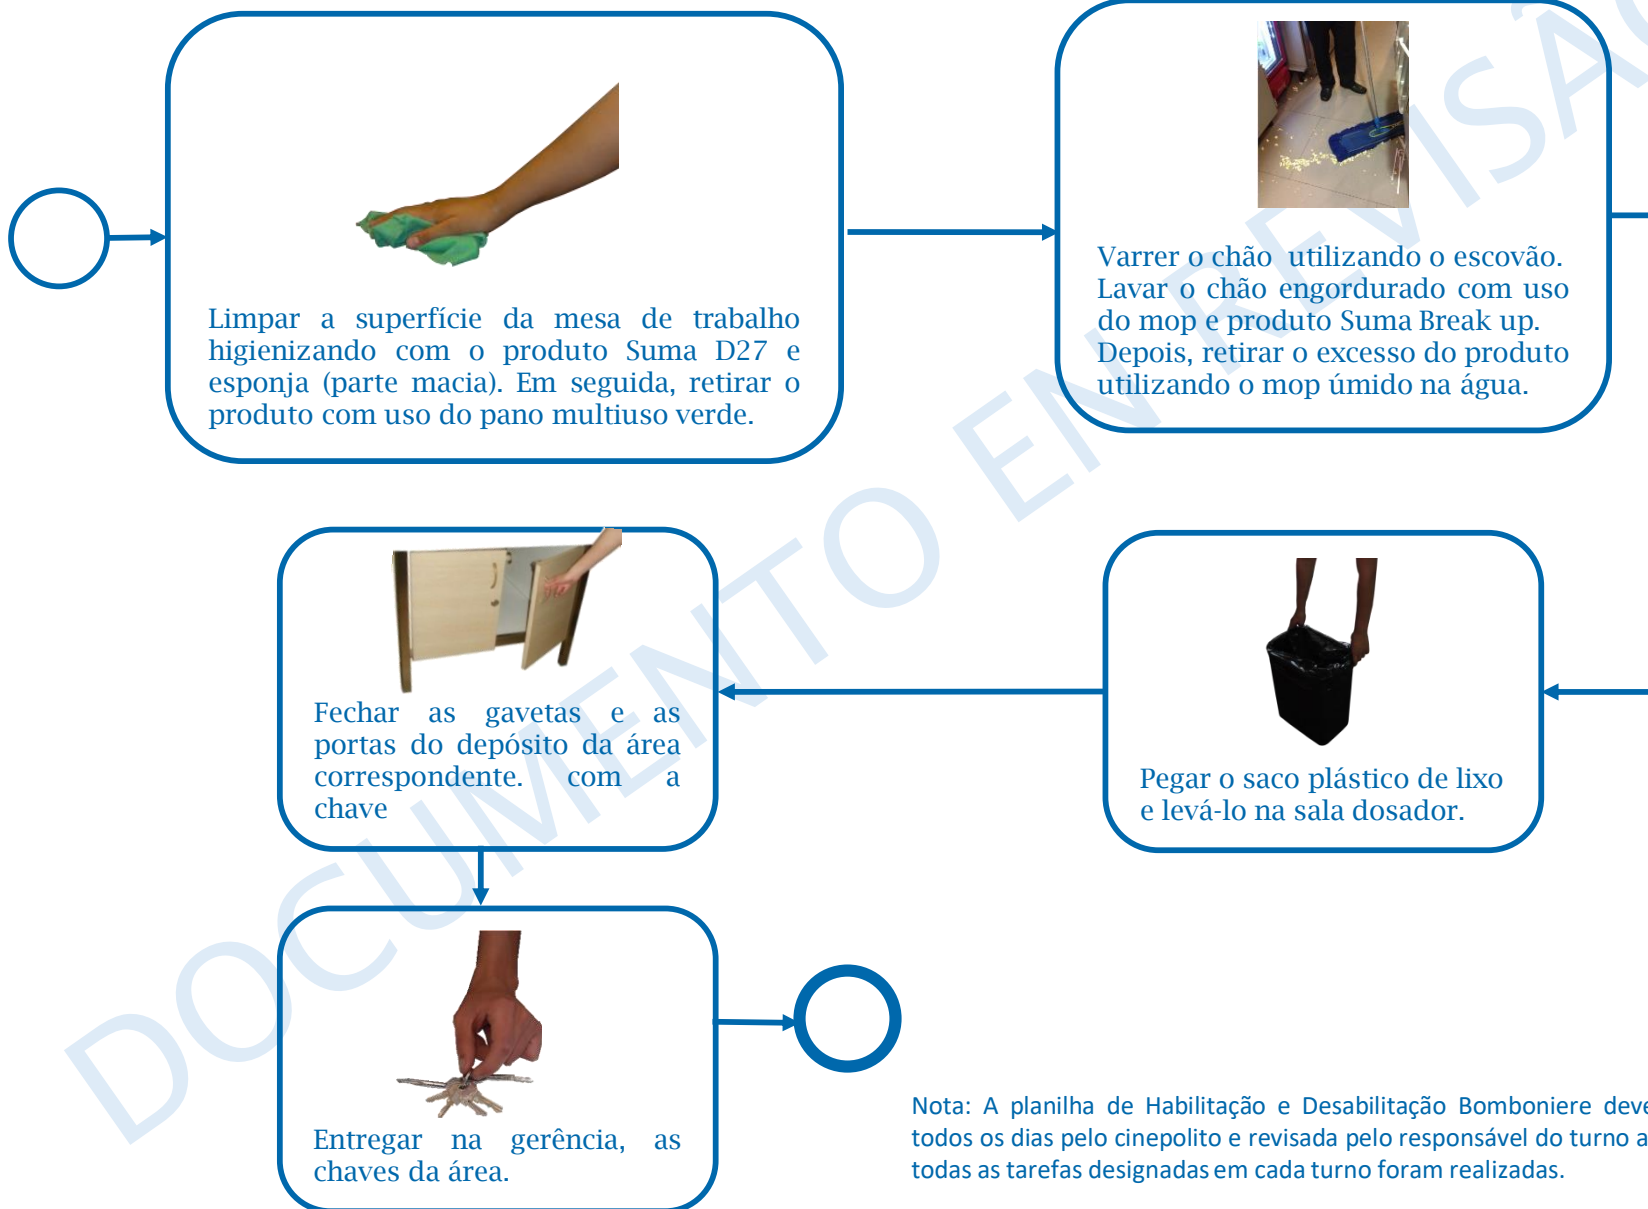 Limpar a superfície da mesa de trabalho
higienizando com o produto Suma D27 e
esponja (parte macia). Em seguida, retirar o
produto com uso do pano multiuso verde.
Varrer o chão utilizando o escovão.
Lavar o chão engordurado com uso
do mop e produto Suma Break up.
Depois, retirar o excesso do produto
utilizando o mop úmido na água.
Fechar as gavetas e as
portas do depósito da área
correspondente. com a
chave
Pegar o saco plástico de lixo
e levá-lo na sala dosador.
Entregar na gerência, as
chaves da área.
Nota: A planilha de Habilitação e Desabilitação Bomboniere deve
todos os dias pelo cinepolito e revisada pelo responsável do turno a
todas as tarefas designadas em cada turno foram realizadas.
DOCUMENTO EN REVISÃO